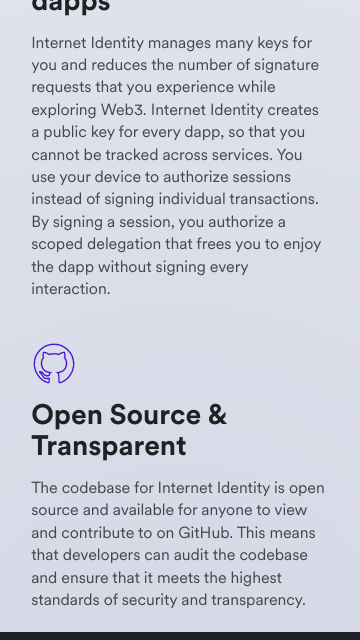 dapps
Internet Identity manages many keys for
you and reduces the number of signature
requests that you experience while
exploring Web3. Internet Identity creates
a public key for every dapp, so that you
cannot be tracked across services. You
use your device to authorize sessions
instead of signing individual transactions.
By signing a session, you authorize a
scoped delegation that frees you to enjoy
the dapp without signing every
interaction.
Open Source &
Transparent
The codebase for Internet Identity is open
source and available for anyone to view
and contribute to on GitHub. This means
that developers can audit the codebase
and ensure that it meets the highest
standards of security and transparency.